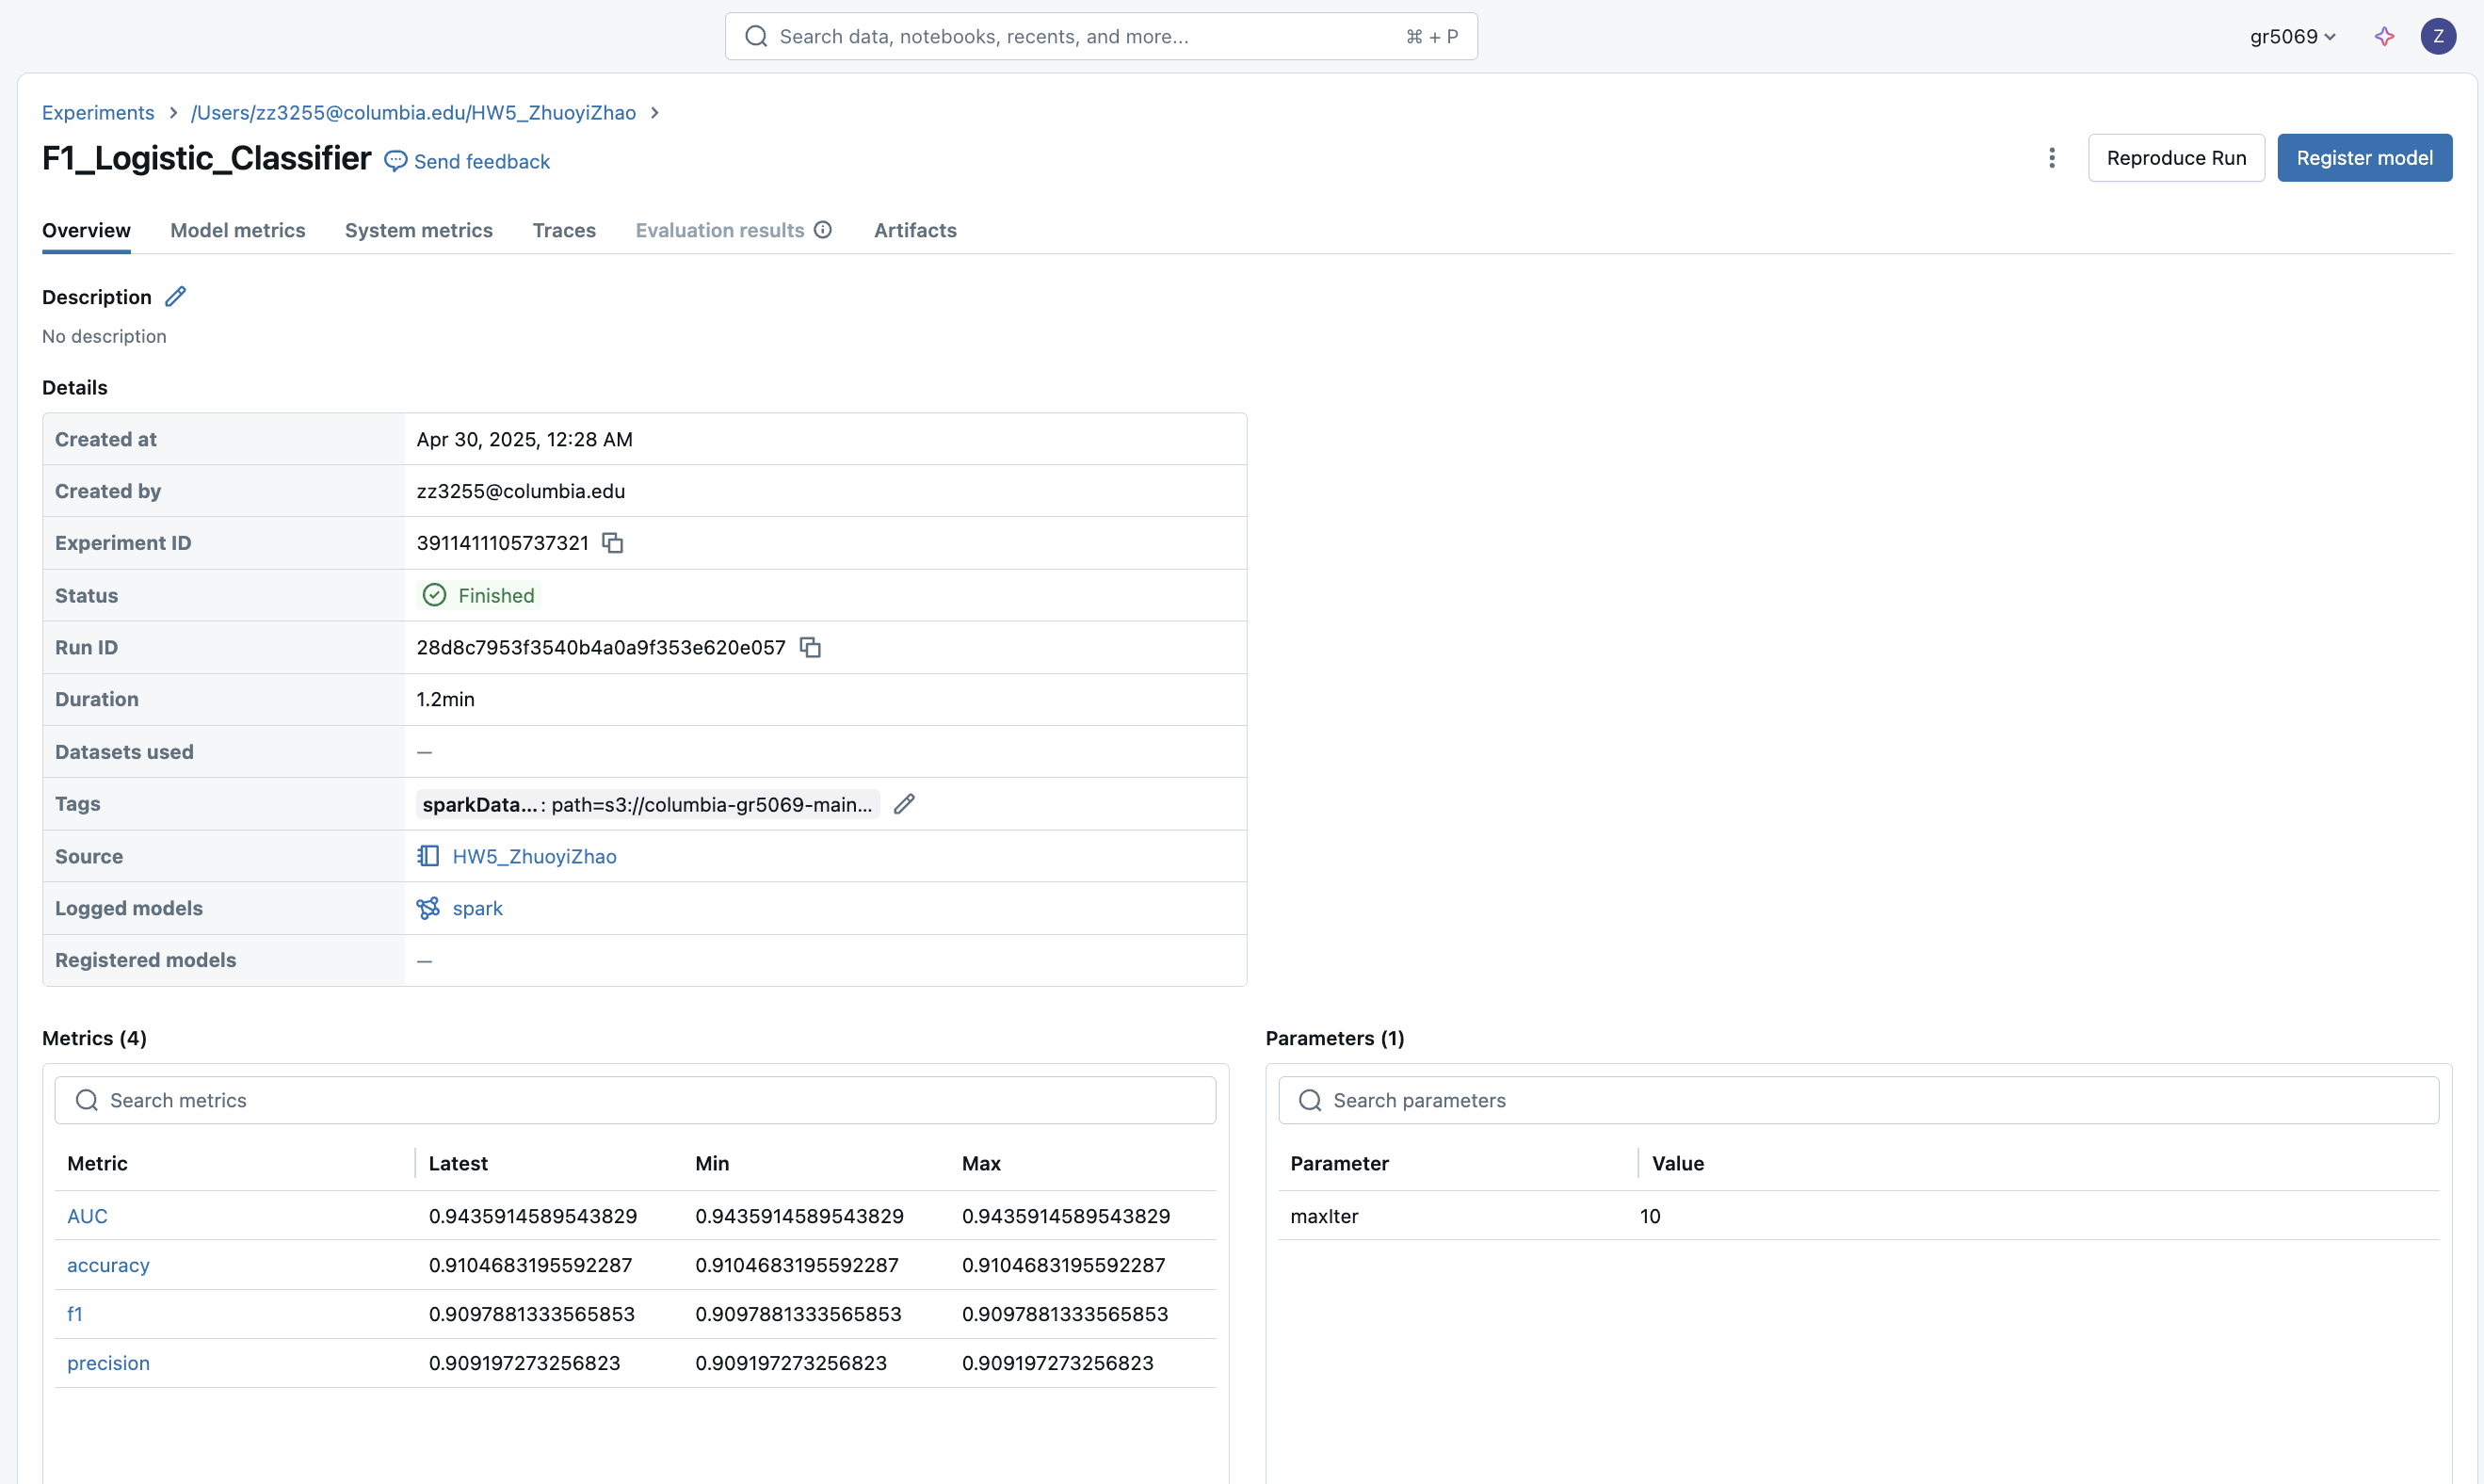 Search data, notebooks, recents, and more... ⌘ + P
gr5069
Z
Experiments > /Users/zz3255@columbia.edu/HW5_ZhuoyiZhao >
F1_Logistic_Classifier Send feedback
Reproduce Run
Register model
Overview Model metrics System metrics Traces Evaluation results Artifacts
Description
No description
Details
Created at Apr 30, 2025, 12:28 AM
Created by zz3255@columbia.edu
Experiment ID 3911411105737321
Status Finished
Run ID 28d8c7953f3540b4a0a9f353e620e057
Duration 1.2min
Datasets used —
Tags sparkData...: path=s3://columbia-gr5069-main...
Source HW5_ZhuoyiZhao
Logged models spark
Registered models —
Metrics (4)
Search metrics
Metric Latest Min Max
AUC 0.9435914589543829 0.9435914589543829 0.9435914589543829
accuracy 0.9104683195592287 0.9104683195592287 0.9104683195592287
f1 0.9097881333565853 0.9097881333565853 0.9097881333565853
precision 0.909197273256823 0.909197273256823 0.909197273256823
Parameters (1)
Search parameters
Parameter Value
maxIter 10